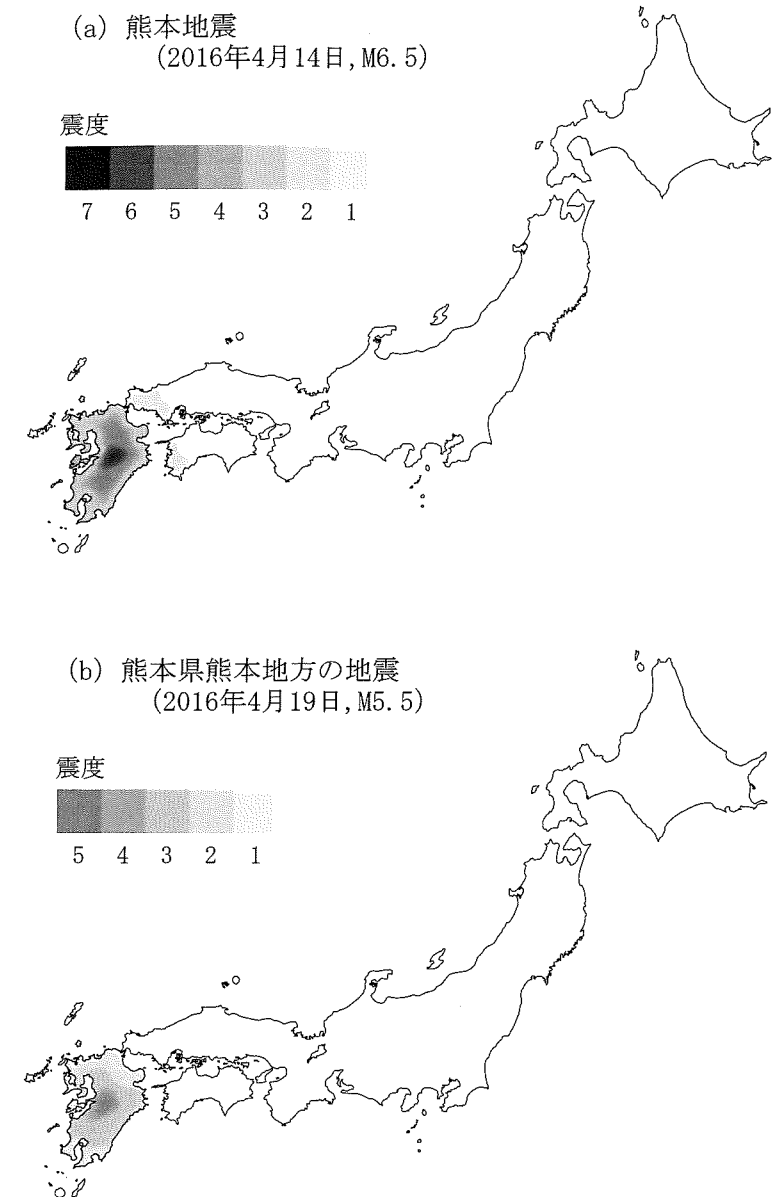 (a) 熊本地震
(2016年4月14日,M6.5)
震度
7 6 5 4 3 2 1
(b) 熊本県熊本地方の地震
(2016年4月19日,M5.5)
震度
5 4 3 2 1